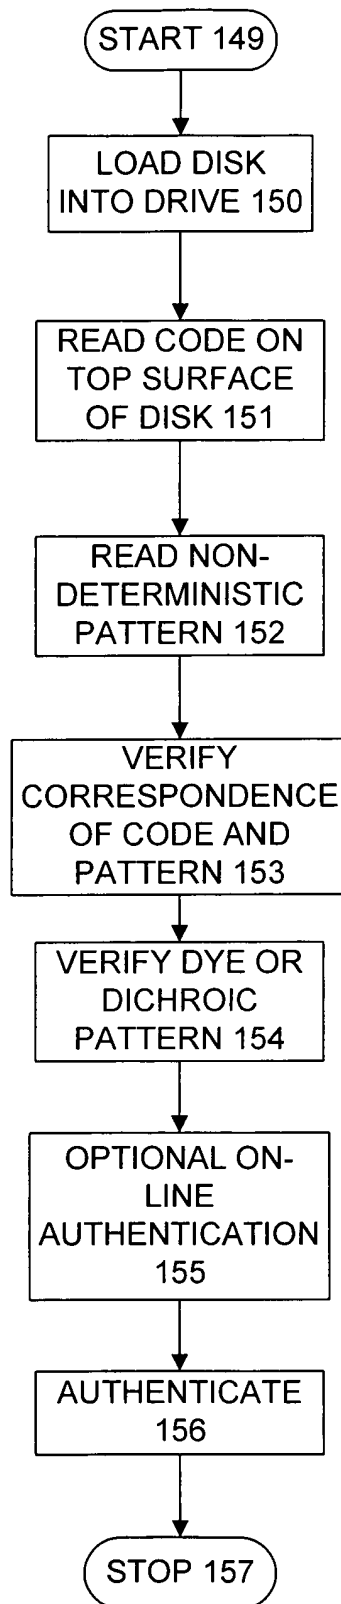 START 149
LOAD DISK
INTO DRIVE 150
READ CODE ON
TOP SURFACE
OF DISK 151
READ NON-
DETERMINISTIC
PATTERN 152
VERIFY
CORRESPONDENCE
OF CODE AND
PATTERN 153
VERIFY DYE OR
DICHROIC
PATTERN 154
OPTIONAL ON-
LINE
AUTHENTICATION
155
AUTHENTICATE
156
STOP 157